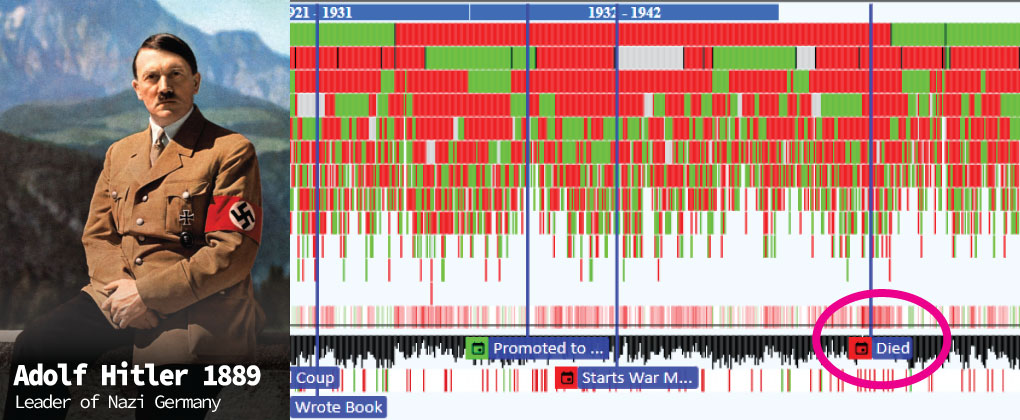 921 - 1931
1932 - 1942
Promoted to ...
Died
Coup
Starts War M...
Wrote Book
Adolf Hitler 1889
Leader of Nazi Germany